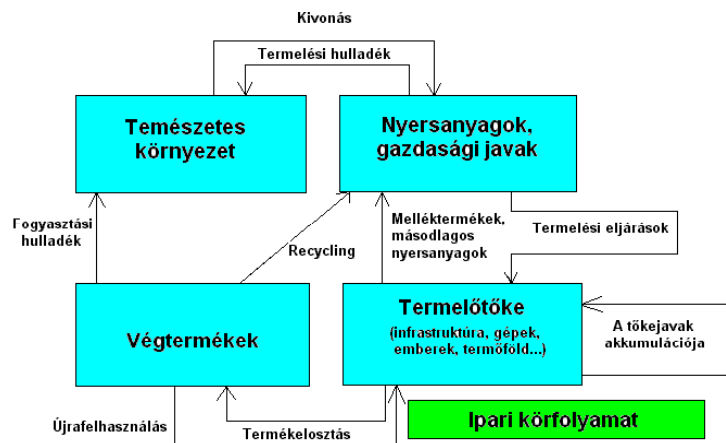 Kivonás
Termelési hulladék
Temészetes
környezet
Nyersanyagok,
gazdasági javak
Fogyasztási
hulladék
Recycling
Melléktermékek,
másodlagos
nyersanyagok
Termelési eljárások
Végtermékek
Termelőtőke
(infrastruktúra, gépek,
emberek, termőföld...)
A tőkejavak
akkumulációja
Újrafelhasználás
Termékelosztás
Ipari körfolyamat